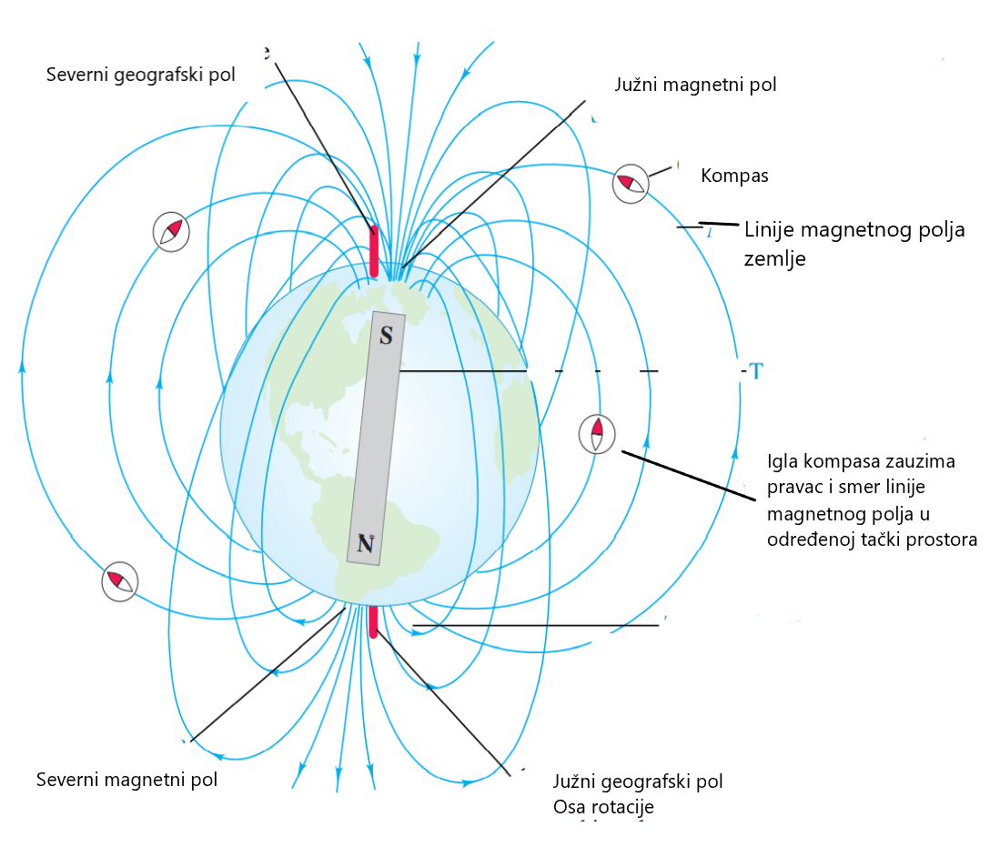 Severni geografski pol
Južni magnetni pol
Kompas
Linije magnetnog polja
zemlje
S
T
Igla kompasa zauzima
pravac i smer linije
magnetnog polja u
određenoj tački prostora
N
Severni magnetni pol
Južni geografski pol
Osa rotacije